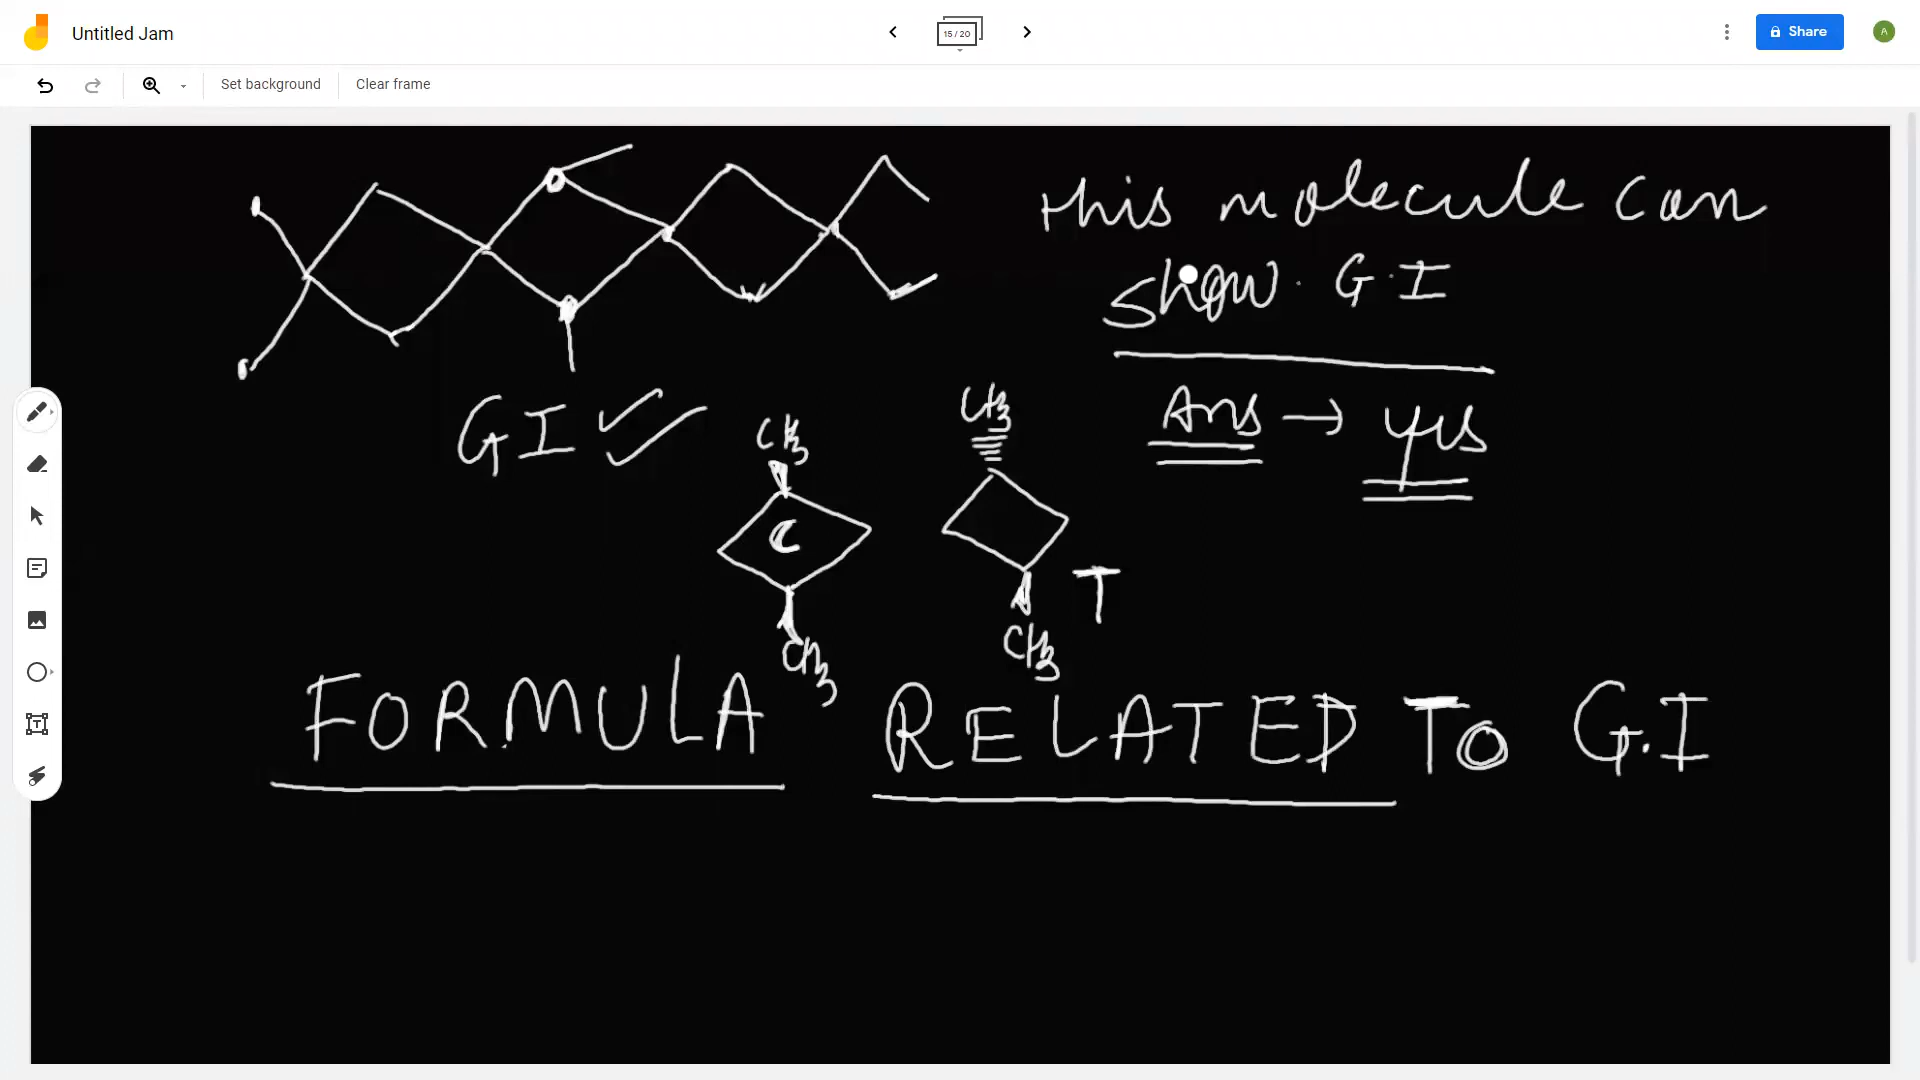 Untitled Jam
15 / 20
Share
A
Set background
Clear frame
this molecule can
show. G.I
Ans → yes
GI
CH3
CH3
C
T
CH3
CH3
FORMULA RELATED TO G.I